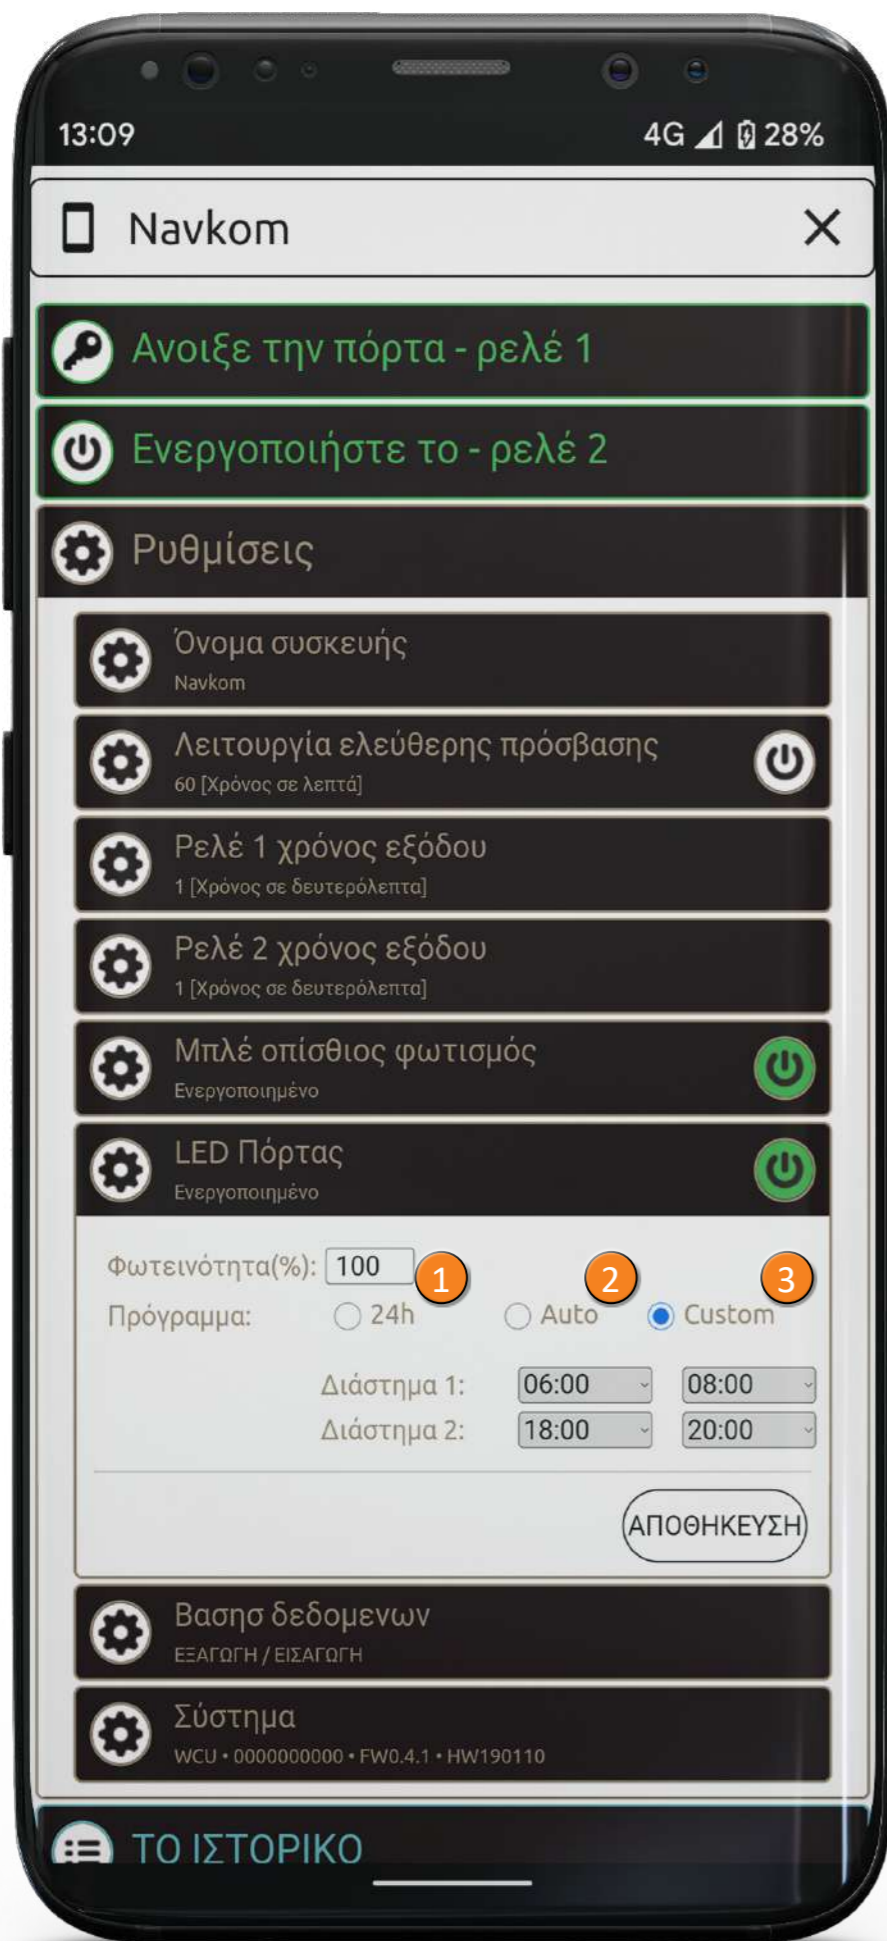 13:09 4G 28%
Navkom
Ανοιξε την πόρτα - ρελέ 1
Ενεργοποιήστε το - ρελέ 2
Ρυθμίσεις
Όνομα συσκευής
Navkom
Λειτουργία ελεύθερης πρόσβασης
60 [Χρόνος σε λεπτά]
Ρελέ 1 χρόνος εξόδου
1 [Χρόνος σε δευτερόλεπτα]
Ρελέ 2 χρόνος εξόδου
1 [Χρόνος σε δευτερόλεπτα]
Μπλέ οπίσθιος φωτισμός
Ενεργοποιημένο
LED Πόρτας
Ενεργοποιημένο
Φωτεινότητα(%): 100 1 2 3
Πρόγραμμα: 24h Auto Custom
Διάστημα 1: 06:00 08:00
Διάστημα 2: 18:00 20:00
ΑΠΟΘΗΚΕΥΣΗ
Βασησ δεδομενων
ΕΞΑΓΩΓΗ / ΕΙΣΑΓΩΓΗ
Σύστημα
WCU • 0000000000 • FW0.4.1 • HW190110
ΤΟ ΙΣΤΟΡΙΚΟ